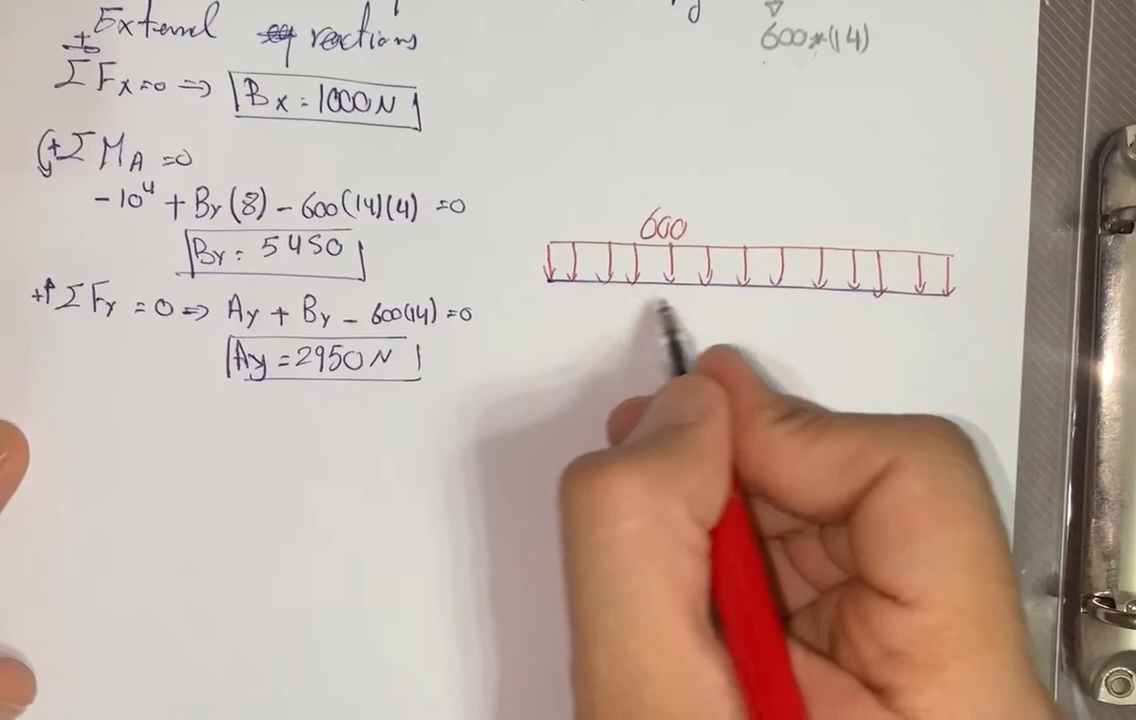 External reactions
ΣFx=0 => Bx = 1000N
+ΣMA =0
-10⁴ + By(8) - 600(14)(4) =0
By = 5450
+↑ΣFy =0 => Ay + By - 600(14) =0
Ay = 2950N
600*(14)
600